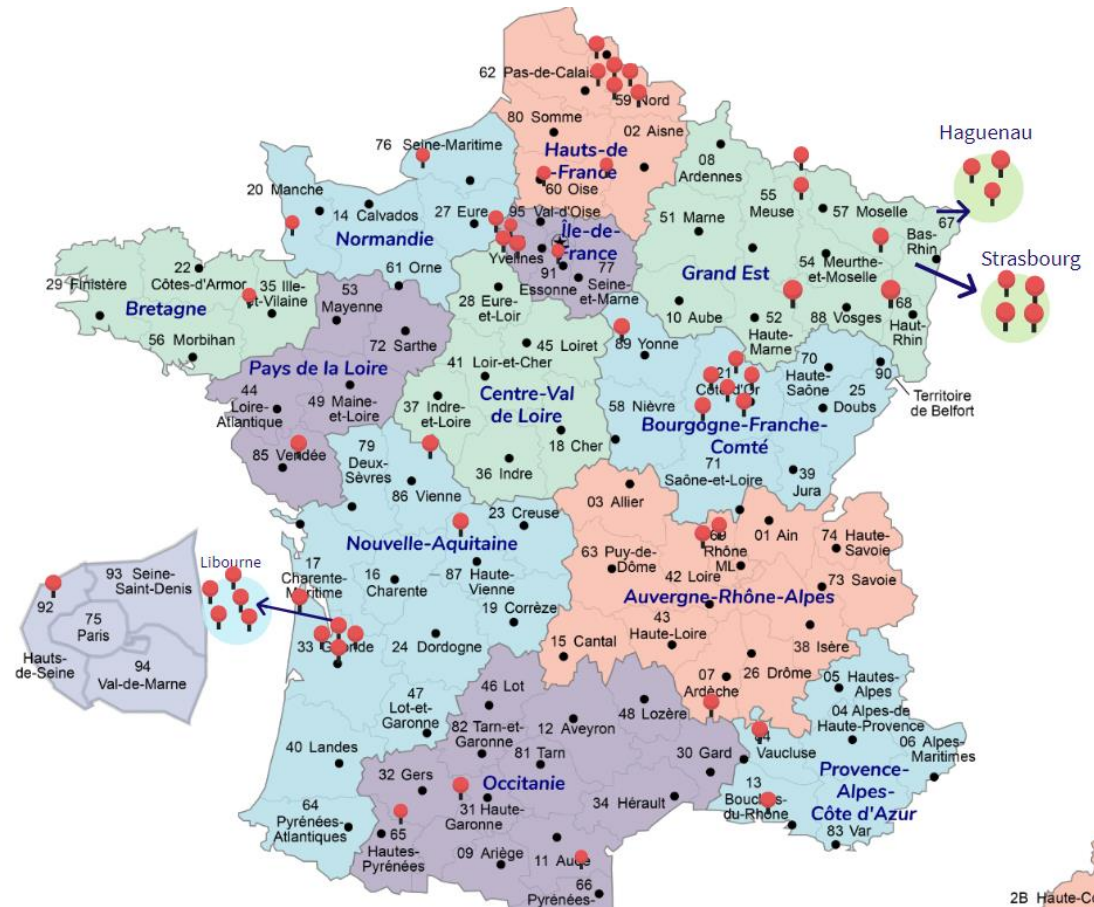 62 Pas-de-Calais
59 Nord
80 Somme
02 Aisne
76 Seine-Maritime
Hauts-de
-France
60 Oise
Haguenau
08
Ardennes
20 Manche
14 Calvados
27 Eure
95 Val-d'Oise
55
Meuse
57 Moselle
67
Bas-
Rhin
51 Marne
Normandie
Île-de-
France
Yvelines
91
Essonne
77
Seine-
et-Marne
54
Meurthe-
et-Moselle
Grand Est
Strasbourg
61 Orne
22
Côtes-d'Armor
29 Finistère
35 Ille-
et-Vilaine
Bretagne
53
Mayenne
28
Eure-
et-Loir
10 Aube
52
Haute-
Marne
88 Vosges
68
Haut-
Rhin
56 Morbihan
72 Sarthe
45 Loiret
89 Yonne
Pays de la Loire
41
Loir-et-Cher
70
Haute-
Saône
90
Territoire
de Belfort
44
Loire-
Atlantique
49
Maine-
et-Loire
37
Indre-
et-Loire
Centre-Val
de Loire
58 Nièvre
21
Côte-d'Or
25
Doubs
Bourgogne-Franche-
Comté
18 Cher
85 Vendée
79
Deux-
Sèvres
36 Indre
71
Saône-et-Loire
39
Jura
86 Vienne
03 Allier
23 Creuse
01 Ain
74 Haute-
Savoie
Nouvelle-Aquitaine
63 Puy-de-
Dôme
69
Rhône
ML
Libourne
17
Charente-
Maritime
16
Charente
87 Haute-
Vienne
42 Loire
73 Savoie
Auvergne-Rhône-Alpes
93 Seine-
Saint-Denis
92
75
Paris
Hauts-
de-Seine
94
Val-de-Marne
19 Corrèze
33 Gironde
24 Dordogne
15 Cantal
43
Haute-Loire
38 Isère
26 Drôme
07
Ardèche
05 Hautes-
Alpes
46 Lot
47
Lot-et-
Garonne
48 Lozère
04 Alpes-de
Haute-Provence
82 Tarn-et-
Garonne
12 Aveyron
84
Vaucluse
06 Alpes-
Maritimes
40 Landes
81 Tarn
30 Gard
32 Gers
Occitanie
13
Bouches-
du-Rhône
Provence-
Alpes-
Côte d'Azur
64
Pyrénées-
Atlantiques
31 Haute-
Garonne
34 Hérault
65
Hautes-
Pyrénées
83 Var
09 Ariège
11 Aude
66
Pyrénées-
2B Haute-Co